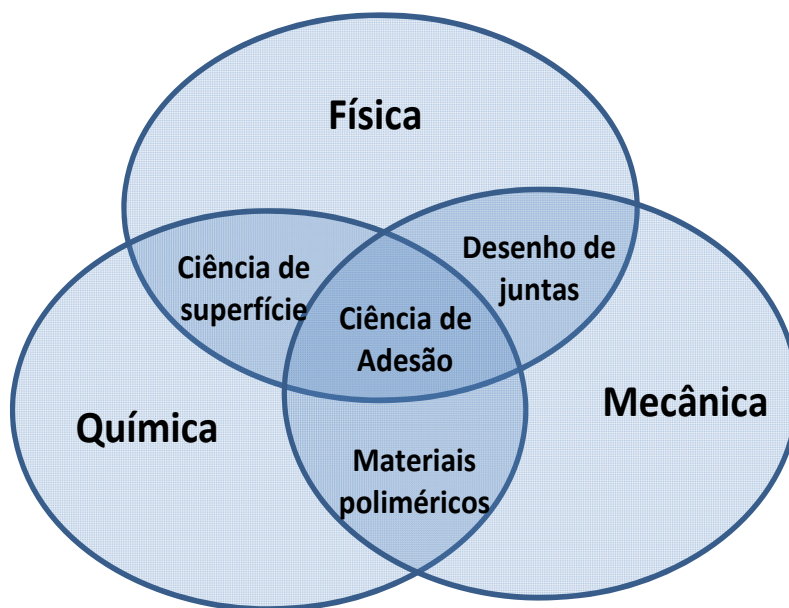 Física
Ciência de
superfície
Desenho de
juntas
Ciência de
Adesão
Química
Mecânica
Materiais
poliméricos